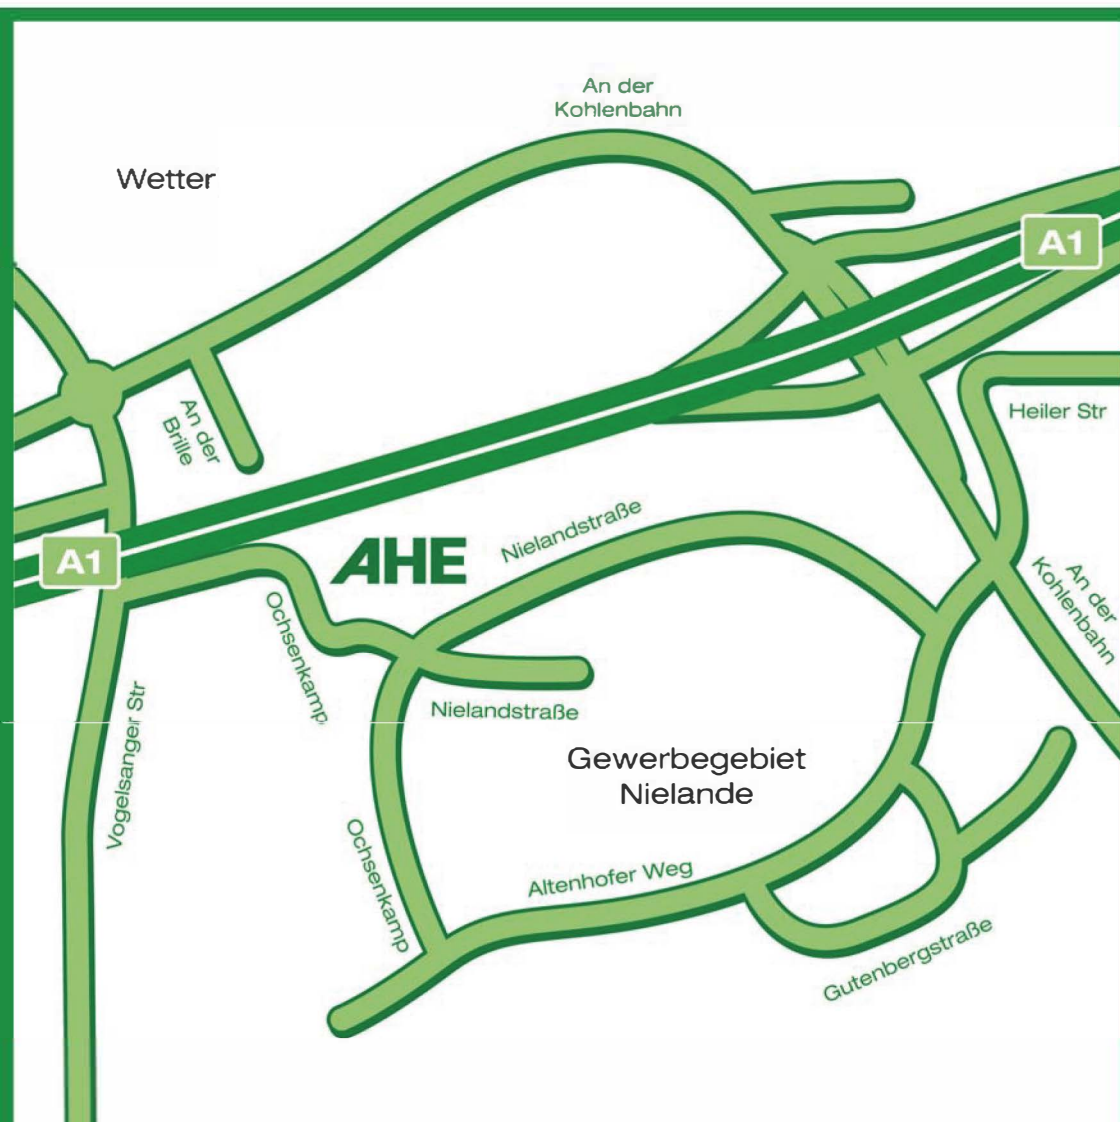 An der
Kohlenbahn
Wetter
A1
An der
Brille
Heiler Str
Nielandstraße
A1
AHE
An der
Kohlenbahn
Ochsenkamp
Nielandstraße
Vogelsanger Str
Gewerbegebiet
Nielande
Ochsenkamp
Altenhofer Weg
Gutenbergstraße